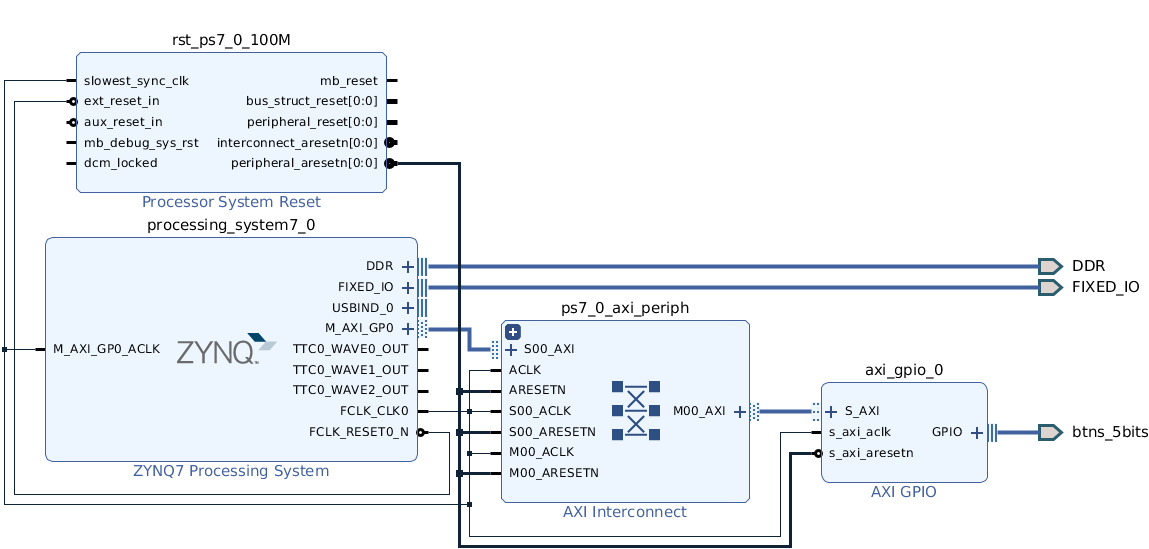 rst_ps7_0_100M
slowest_sync_clk
ext_reset_in
aux_reset_in
mb_debug_sys_rst
dcm_locked
mb_reset
bus_struct_reset[0:0]
peripheral_reset[0:0]
interconnect_aresetn[0:0]
peripheral_aresetn[0:0]
Processor System Reset
processing_system7_0
M_AXI_GP0_ACLK
ZYNQ
DDR
FIXED_IO
USBIND_0
M_AXI_GP0
TTC0_WAVE0_OUT
TTC0_WAVE1_OUT
TTC0_WAVE2_OUT
FCLK_CLK0
FCLK_RESET0_N
ZYNQ7 Processing System
ps7_0_axi_periph
S00_AXI
ACLK
ARESETN
S00_ACLK
S00_ARESETN
M00_ACLK
M00_ARESETN
M00_AXI
AXI Interconnect
axi_gpio_0
S_AXI
s_axi_aclk
s_axi_aresetn
GPIO
AXI GPIO
DDR
FIXED_IO
btns_5bits